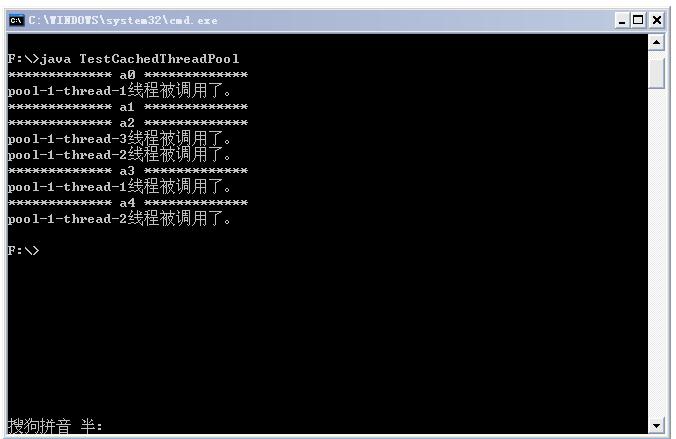 C:\WINDOWS\system32\cmd.exe
F:\>java TestCachedThreadPool
************* a0 *************
pool-1-thread-1线程被调用了。
************* a1 *************
************* a2 *************
pool-1-thread-3线程被调用了。
pool-1-thread-2线程被调用了。
************* a3 *************
pool-1-thread-1线程被调用了。
************* a4 *************
pool-1-thread-2线程被调用了。
F:\>
搜狗拼音 半: